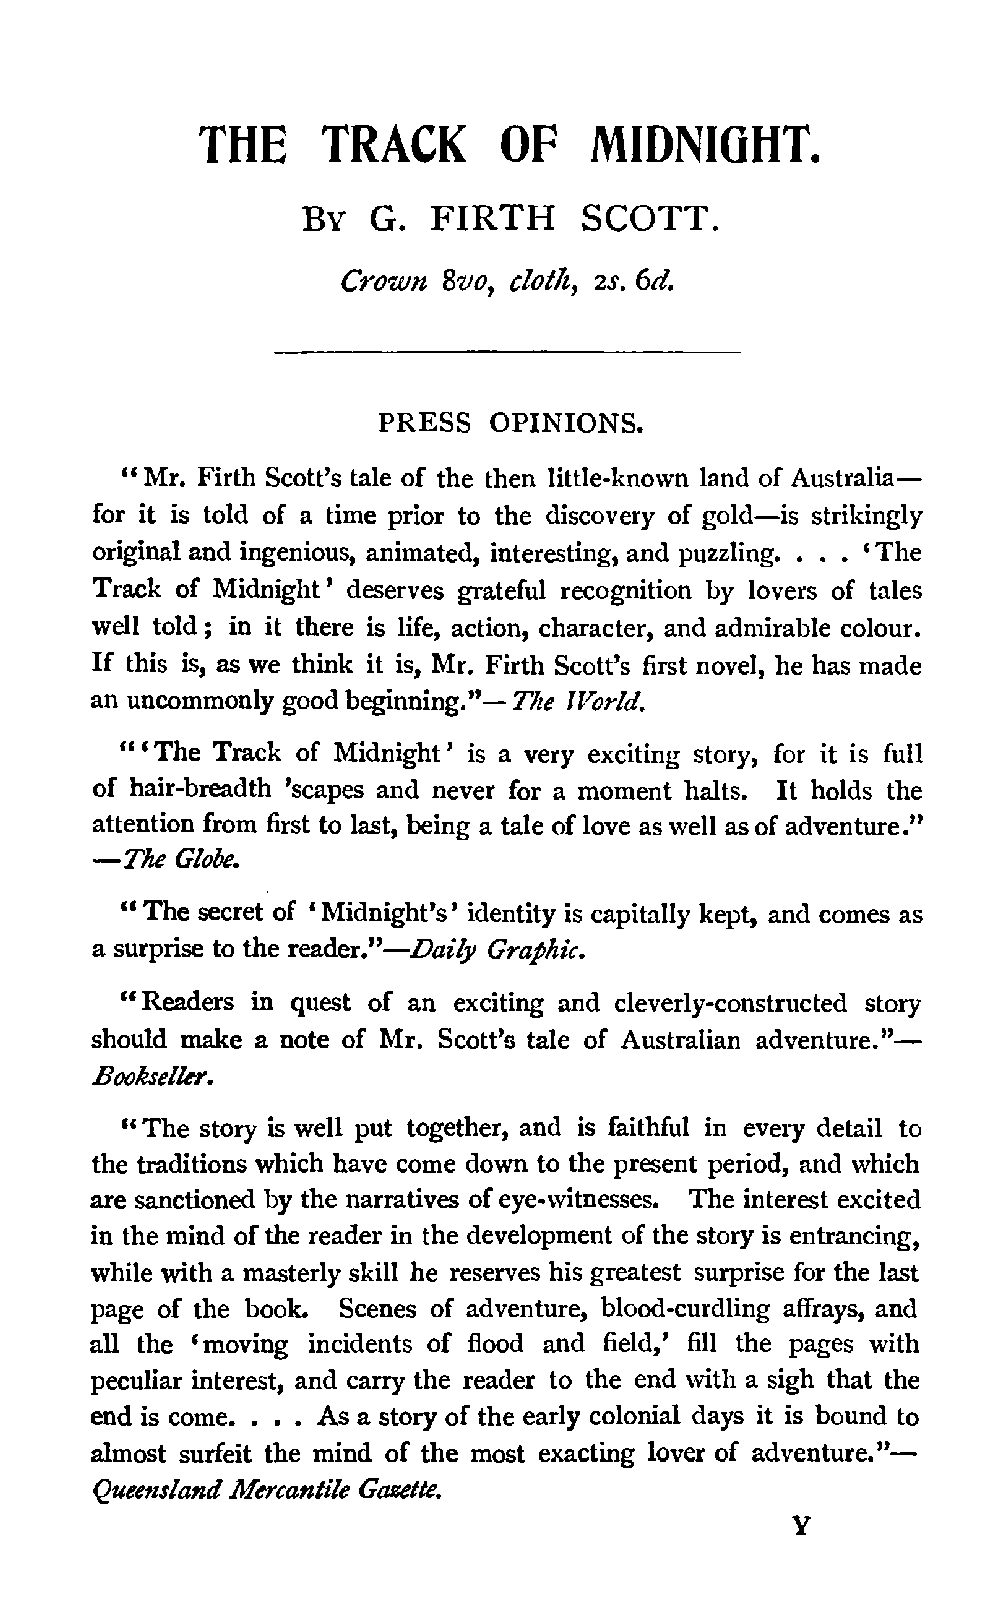 THE TRACK OF MIDNIGHT.
BY G. FIRTH SCOTT.
Crown 8vo, cloth, 2s. 6d.
PRESS OPINIONS.
“Mr. Firth Scott’s tale of the then little-known land of Australia—
for it is told of a time prior to the discovery of gold—is strikingly
original and ingenious, animated, interesting, and puzzling. . . . ‘The
Track of Midnight’ deserves grateful recognition by lovers of tales
well told; in it there is life, action, character, and admirable colour.
If this is, as we think it is, Mr. Firth Scott’s first novel, he has made
an uncommonly good beginning.”—The World.
“‘The Track of Midnight’ is a very exciting story, for it is full
of hair-breadth ’scapes and never for a moment halts. It holds the
attention from first to last, being a tale of love as well as of adventure.”
—The Globe.
“The secret of ‘Midnight’s’ identity is capitally kept, and comes as
a surprise to the reader.”—Daily Graphic.
“Readers in quest of an exciting and cleverly-constructed story
should make a note of Mr. Scott’s tale of Australian adventure.”—
Bookseller.
“The story is well put together, and is faithful in every detail to
the traditions which have come down to the present period, and which
are sanctioned by the narratives of eye-witnesses. The interest excited
in the mind of the reader in the development of the story is entrancing,
while with a masterly skill he reserves his greatest surprise for the last
page of the book. Scenes of adventure, blood-curdling affrays, and
all the ‘moving incidents of flood and field,’ fill the pages with
peculiar interest, and carry the reader to the end with a sigh that the
end is come. . . . As a story of the early colonial days it is bound to
almost surfeit the mind of the most exacting lover of adventure.”—
Queensland Mercantile Gazette.
Y